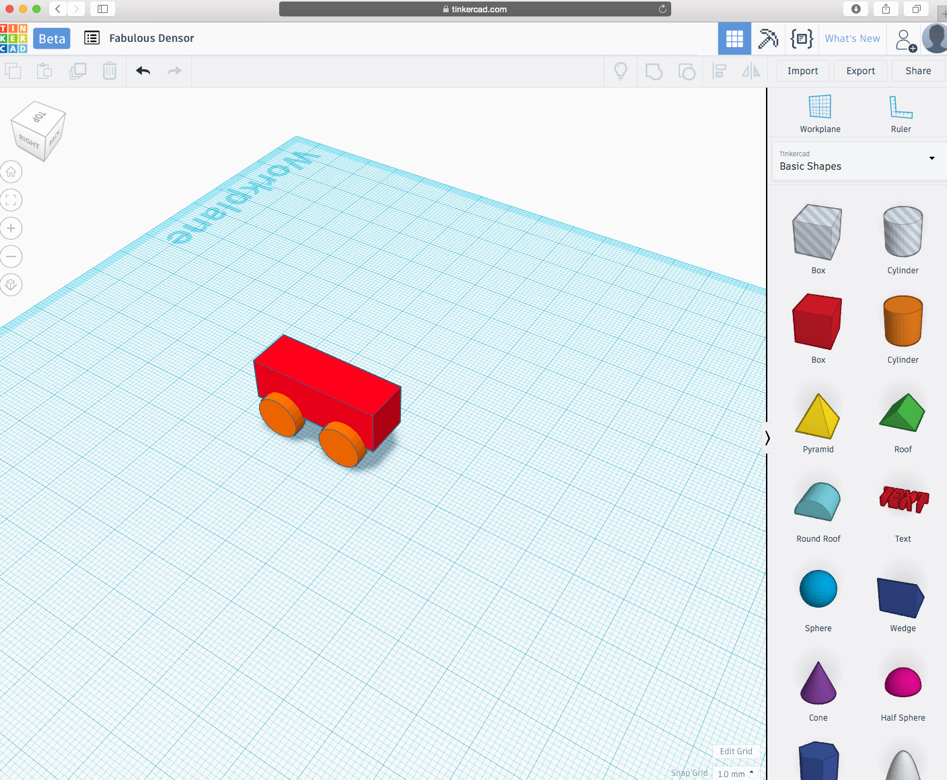 tinkercad.com
TIN
KER
CAD
Beta
Fabulous Densor
What's New
Import
Export
Share
TOP
RIGHT
BACK
Workplane
Workplane
Ruler
Tinkercad
Basic Shapes
Box
Cylinder
Box
Cylinder
Pyramid
Roof
TEXT
Round Roof
Text
Sphere
Wedge
Cone
Half Sphere
Edit Grid
Snap Grid
1.0 mm